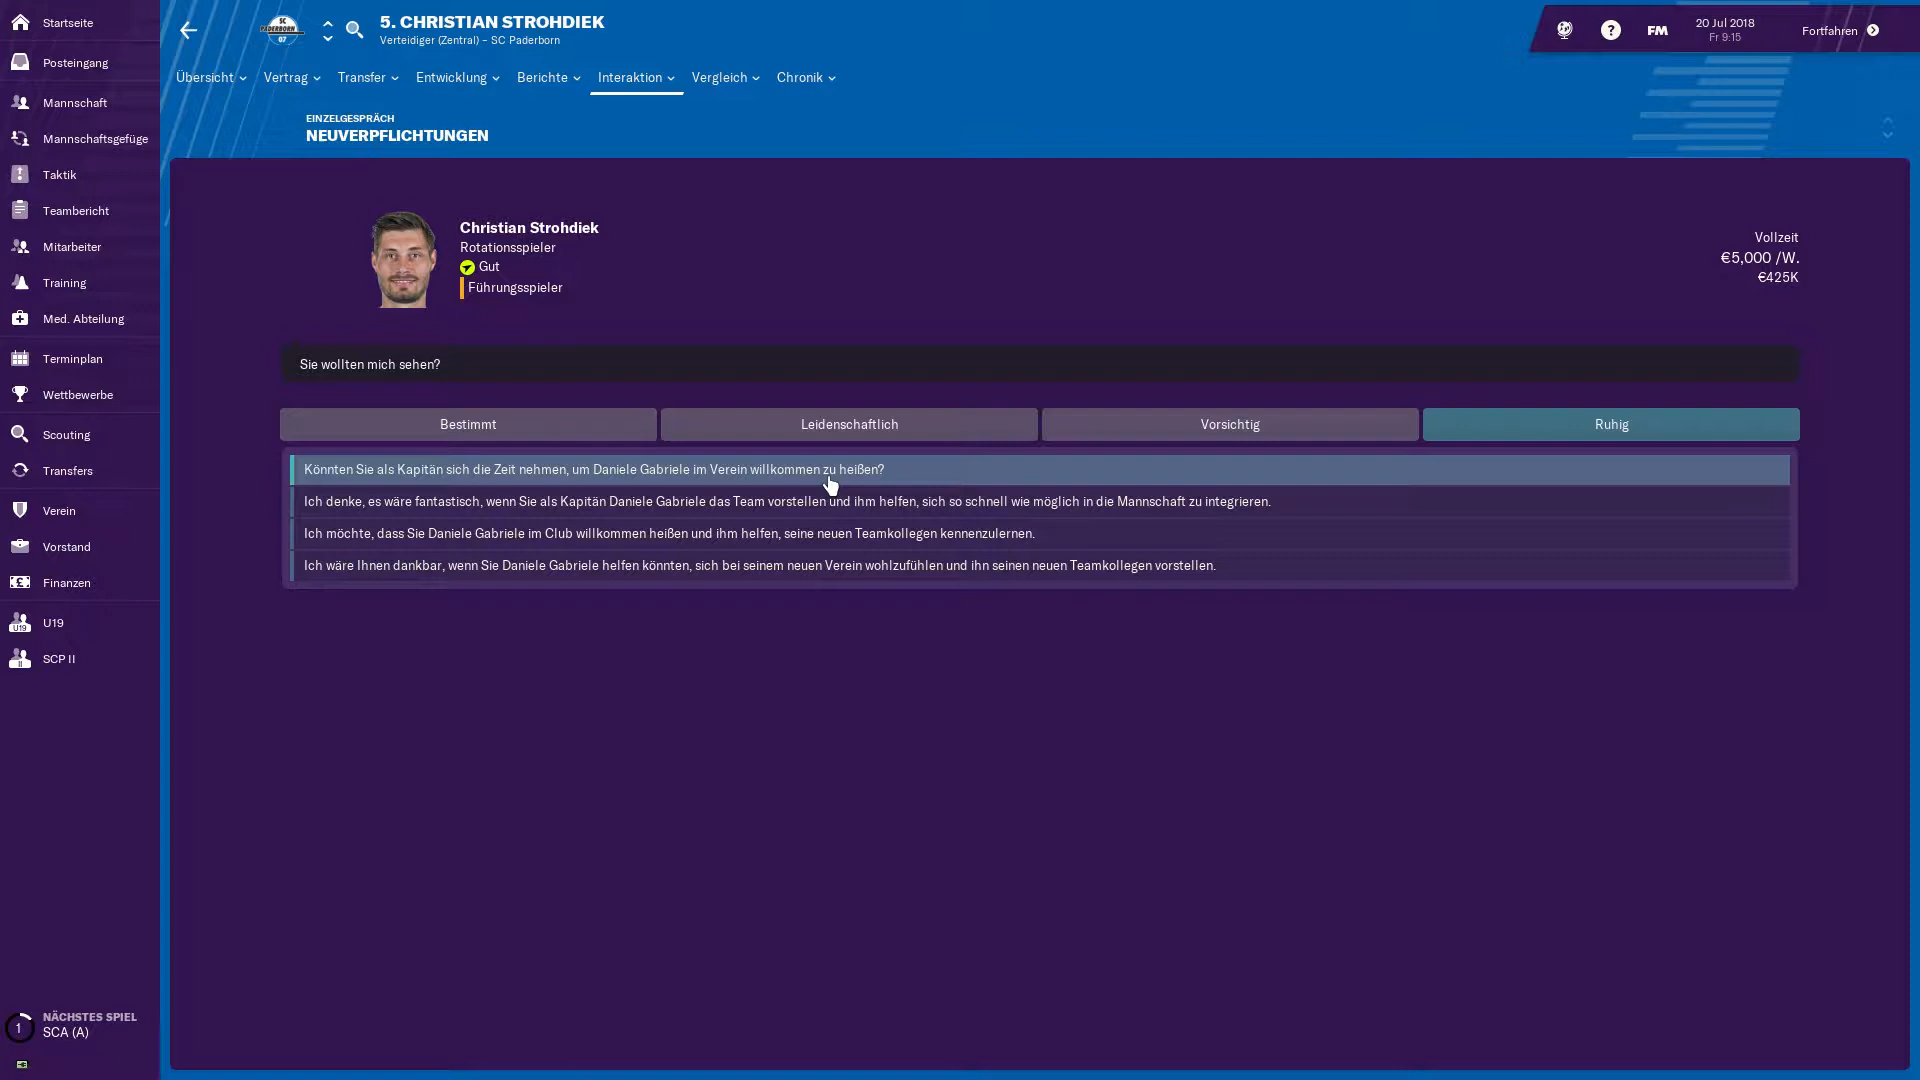 Startseite
Posteingang
Mannschaft
Mannschaftsgefüge
Taktik
Teambericht
Mitarbeiter
Training
Med. Abteilung
Terminplan
Wettbewerbe
Scouting
Transfers
Verein
Vorstand
Finanzen
U19
U19
II
SCP II
1
NÄCHSTES SPIEL
SCA (A)
SC
PADERBORN
07
5. CHRISTIAN STROHDIEK
Verteidiger (Zentral) – SC Paderborn
?
FM
20 Jul 2018
Fr 9:15
Fortfahren
Übersicht
Vertrag
Transfer
Entwicklung
Berichte
Interaktion
Vergleich
Chronik
EINZELGESPRÄCH
NEUVERPFLICHTUNGEN
Christian Strohdiek
Rotationsspieler
Gut
Führungsspieler
Vollzeit
€5,000 /W.
€425K
Sie wollten mich sehen?
Bestimmt
Leidenschaftlich
Vorsichtig
Ruhig
Könnten Sie als Kapitän sich die Zeit nehmen, um Daniele Gabriele im Verein willkommen zu heißen?
Ich denke, es wäre fantastisch, wenn Sie als Kapitän Daniele Gabriele das Team vorstellen und ihm helfen, sich so schnell wie möglich in die Mannschaft zu integrieren.
Ich möchte, dass Sie Daniele Gabriele im Club willkommen heißen und ihm helfen, seine neuen Teamkollegen kennenzulernen.
Ich wäre Ihnen dankbar, wenn Sie Daniele Gabriele helfen könnten, sich bei seinem neuen Verein wohlzufühlen und ihn seinen neuen Teamkollegen vorstellen.